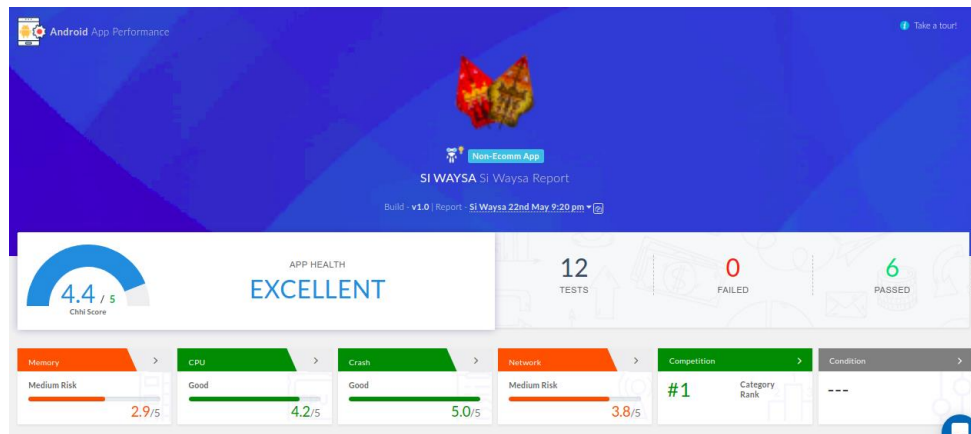 Android App Performance
Take a tour!
Non-Ecomm App
SI WAYSA Si Waysa Report
Build - v1.0 | Report - Si Waysa 22nd May 9:20 pm
4.4 / 5
Chhi Score
APP HEALTH
EXCELLENT
12
TESTS
0
FAILED
6
PASSED
Memory
Medium Risk
2.9/5
CPU
Good
4.2/5
Crash
Good
5.0/5
Network
Medium Risk
3.8/5
Competition
#1
Category
Rank
Condition
---